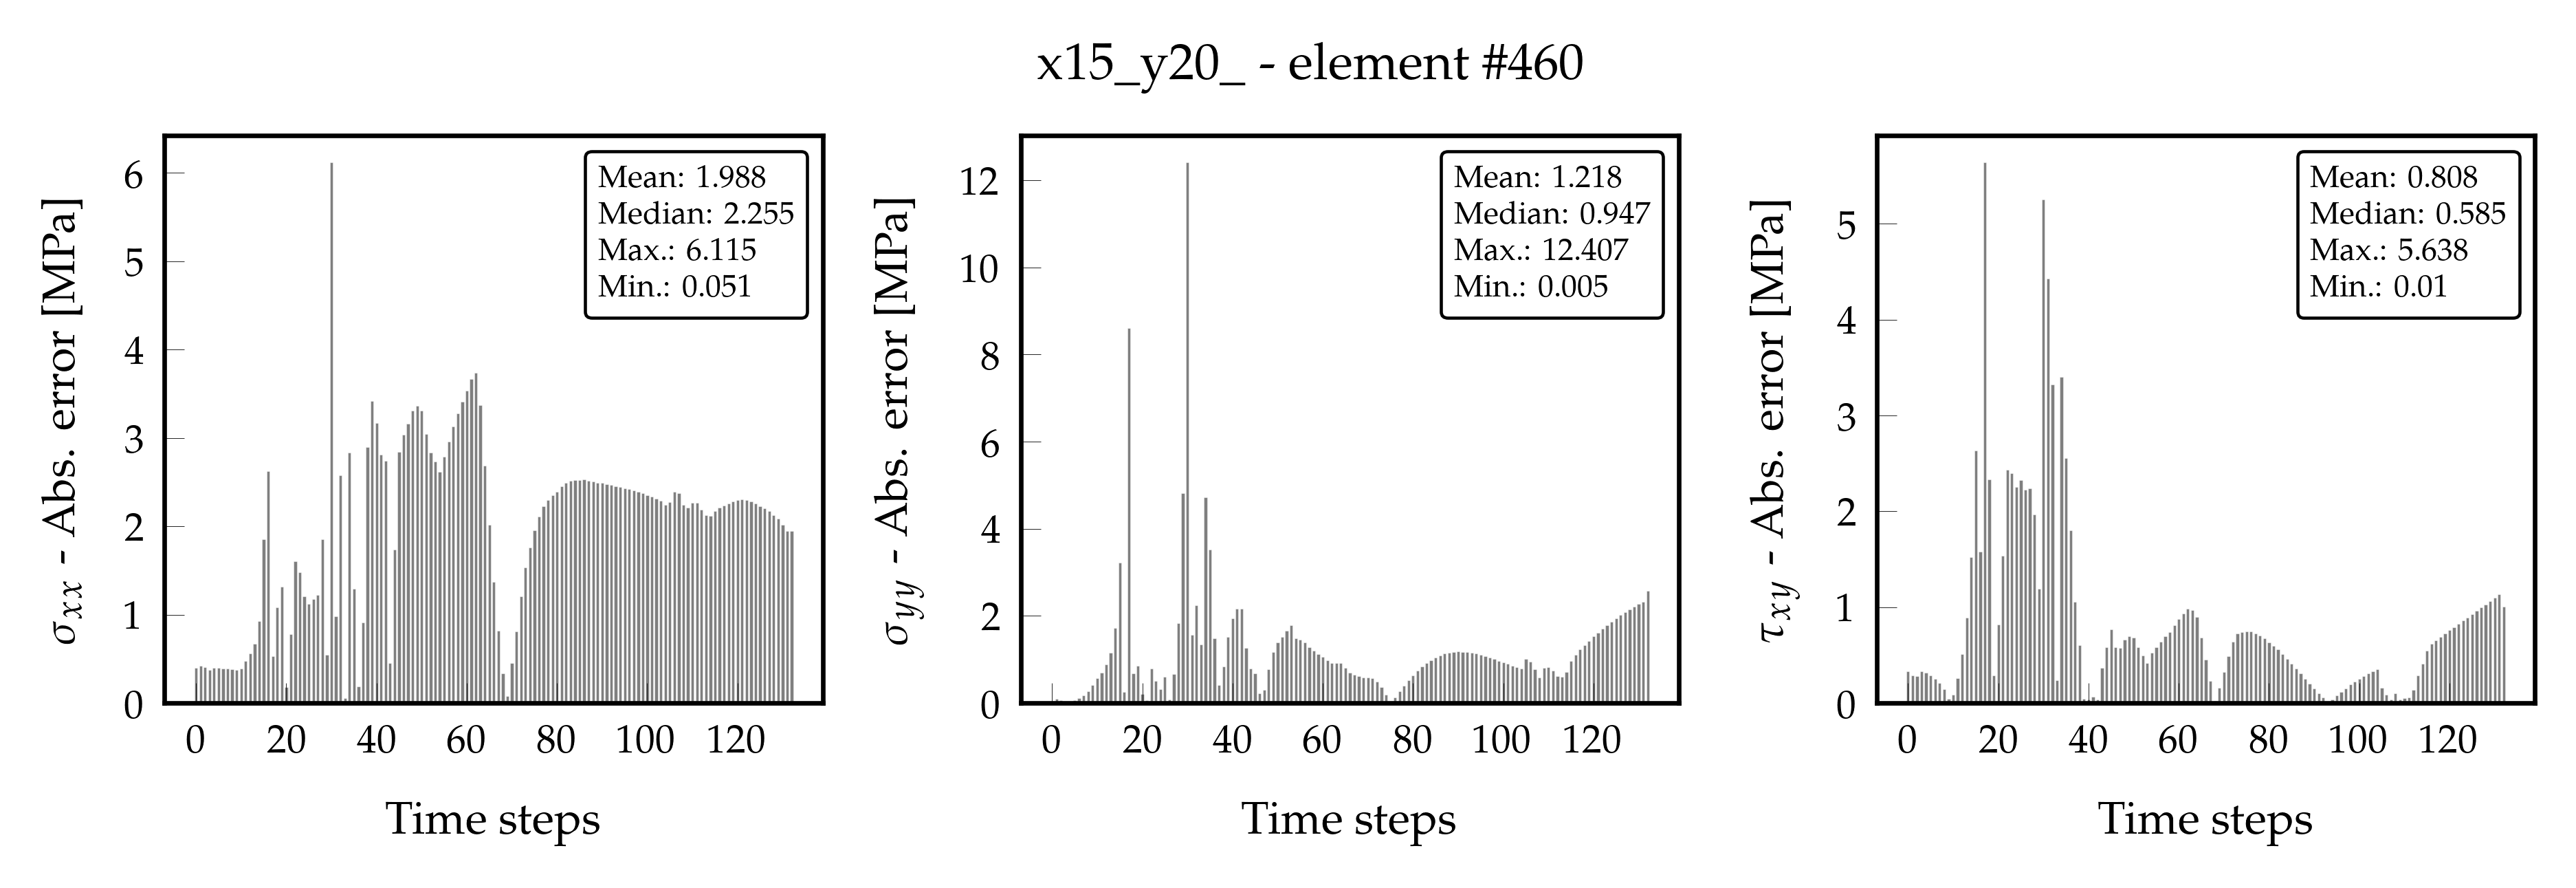 x15_y20_ - element #460
σxx - Abs. error [MPa]
6
5
4
3
2
1
0
0 20 40 60 80 100 120
Time steps
Mean: 1.988
Median: 2.255
Max.: 6.115
Min.: 0.051
σyy - Abs. error [MPa]
12
10
8
6
4
2
0
0 20 40 60 80 100 120
Time steps
Mean: 1.218
Median: 0.947
Max.: 12.407
Min.: 0.005
τxy - Abs. error [MPa]
5
4
3
2
1
0
0 20 40 60 80 100 120
Time steps
Mean: 0.808
Median: 0.585
Max.: 5.638
Min.: 0.01